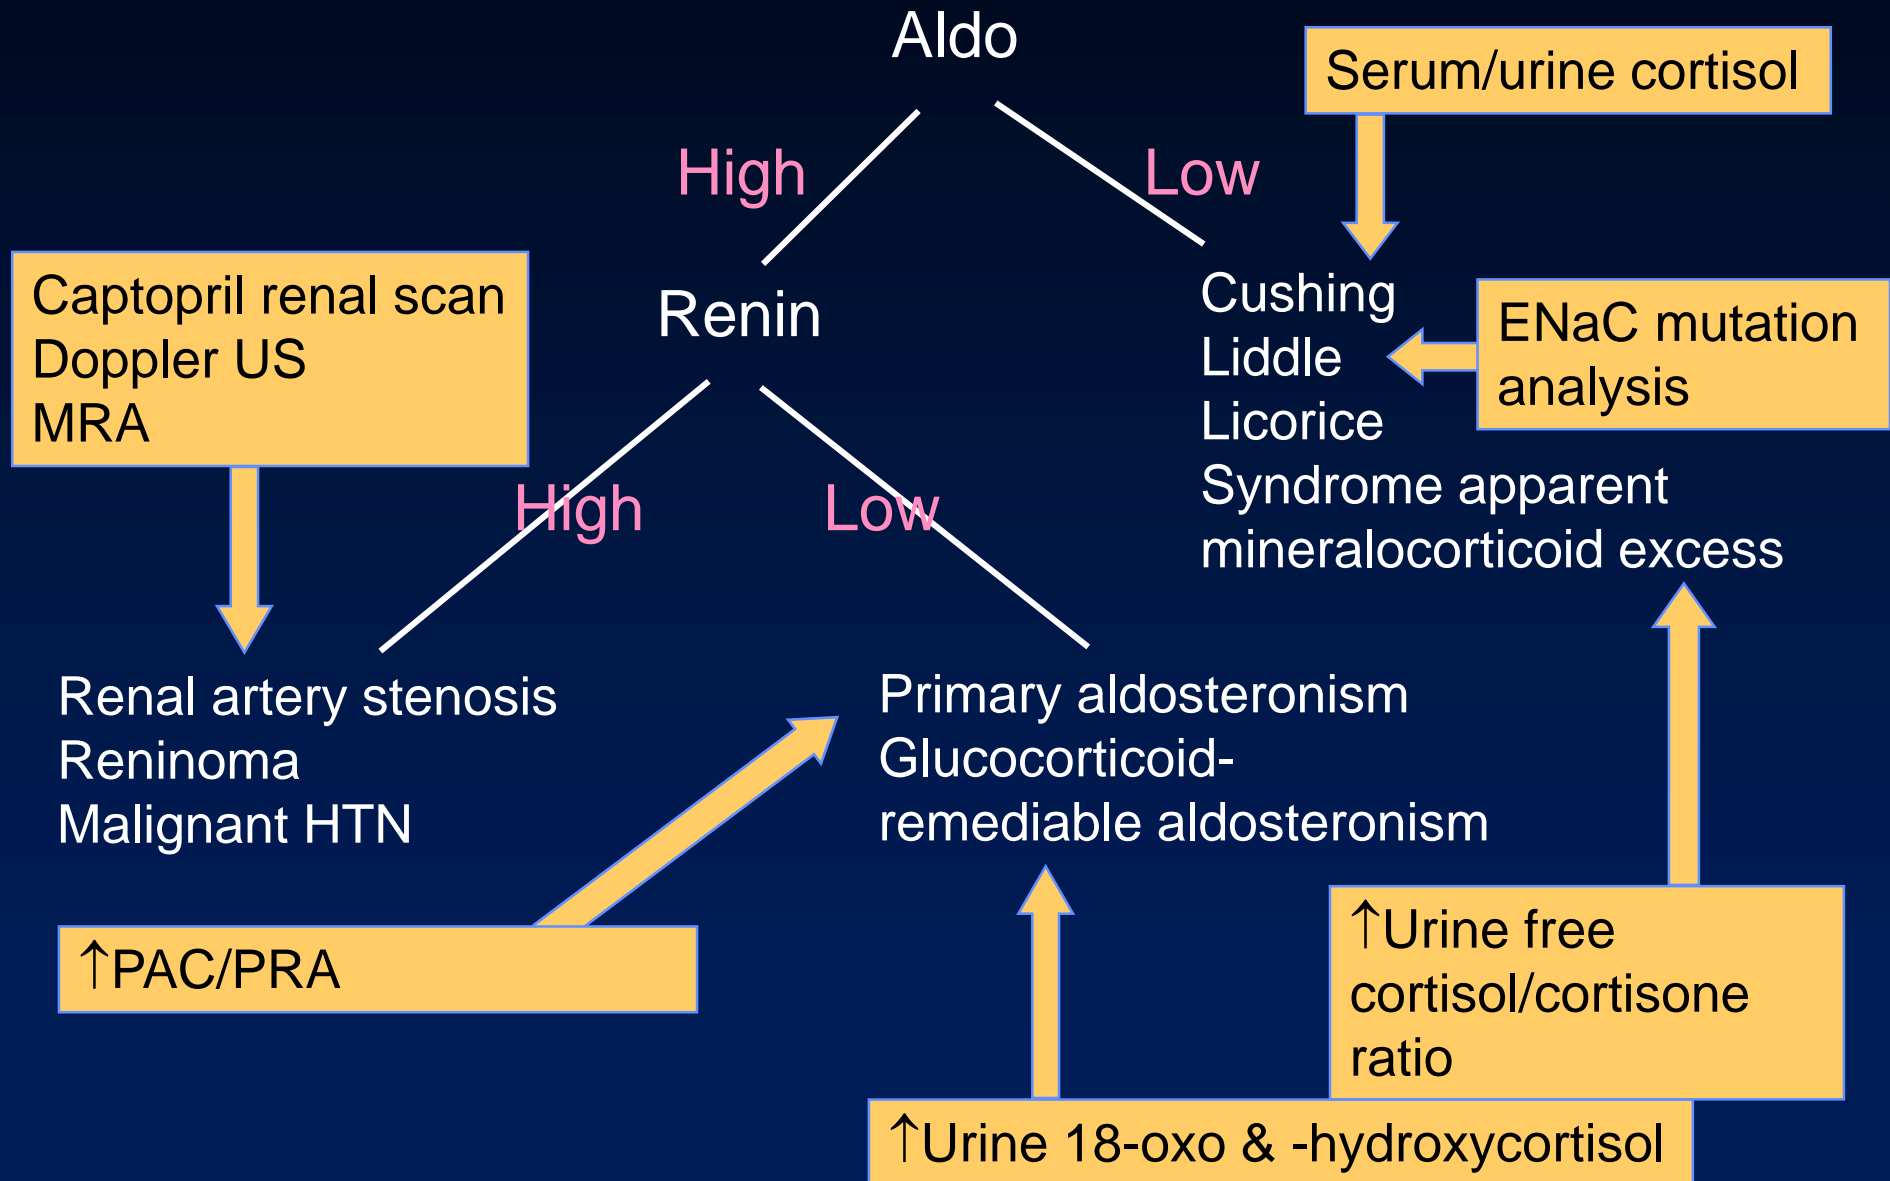 Aldo
Serum/urine cortisol
High
Low
Captopril renal scan
Doppler US
MRA
Renin
Cushing
Liddle
Licorice
Syndrome apparent
mineralocorticoid excess
ENaC mutation
analysis
High
Low
Renal artery stenosis
Reninoma
Malignant HTN
Primary aldosteronism
Glucocorticoid-
remediable aldosteronism
↑PAC/PRA
↑Urine free
cortisol/cortisone
ratio
↑Urine 18-oxo & -hydroxycortisol